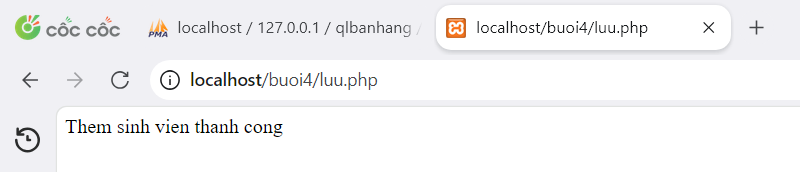 cốc cốc
PMA
localhost / 127.0.0.1 / qlbanhang /
localhost/buoi4/luu.php
localhost/buoi4/luu.php
Them sinh vien thanh cong